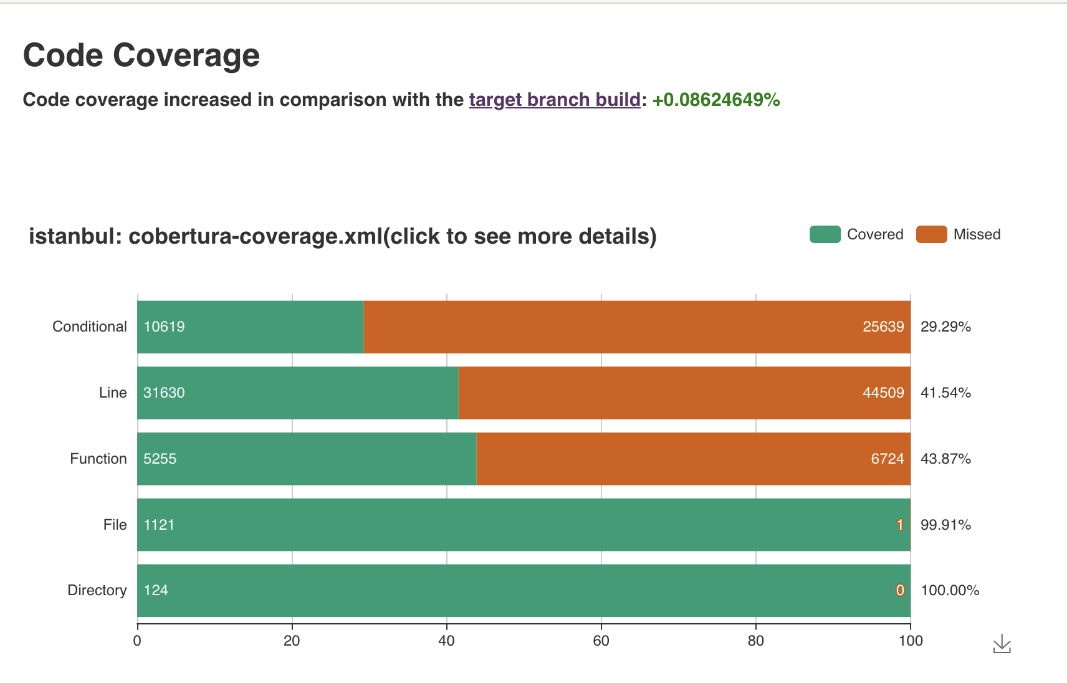 Code Coverage
Code coverage increased in comparison with the target branch build: +0.08624649%
istanbul: cobertura-coverage.xml(click to see more details)
Covered Missed
Conditional 10619 25639 29.29%
Line 31630 44509 41.54%
Function 5255 6724 43.87%
File 1121 1 99.91%
Directory 124 0 100.00%
0 20 40 60 80 100